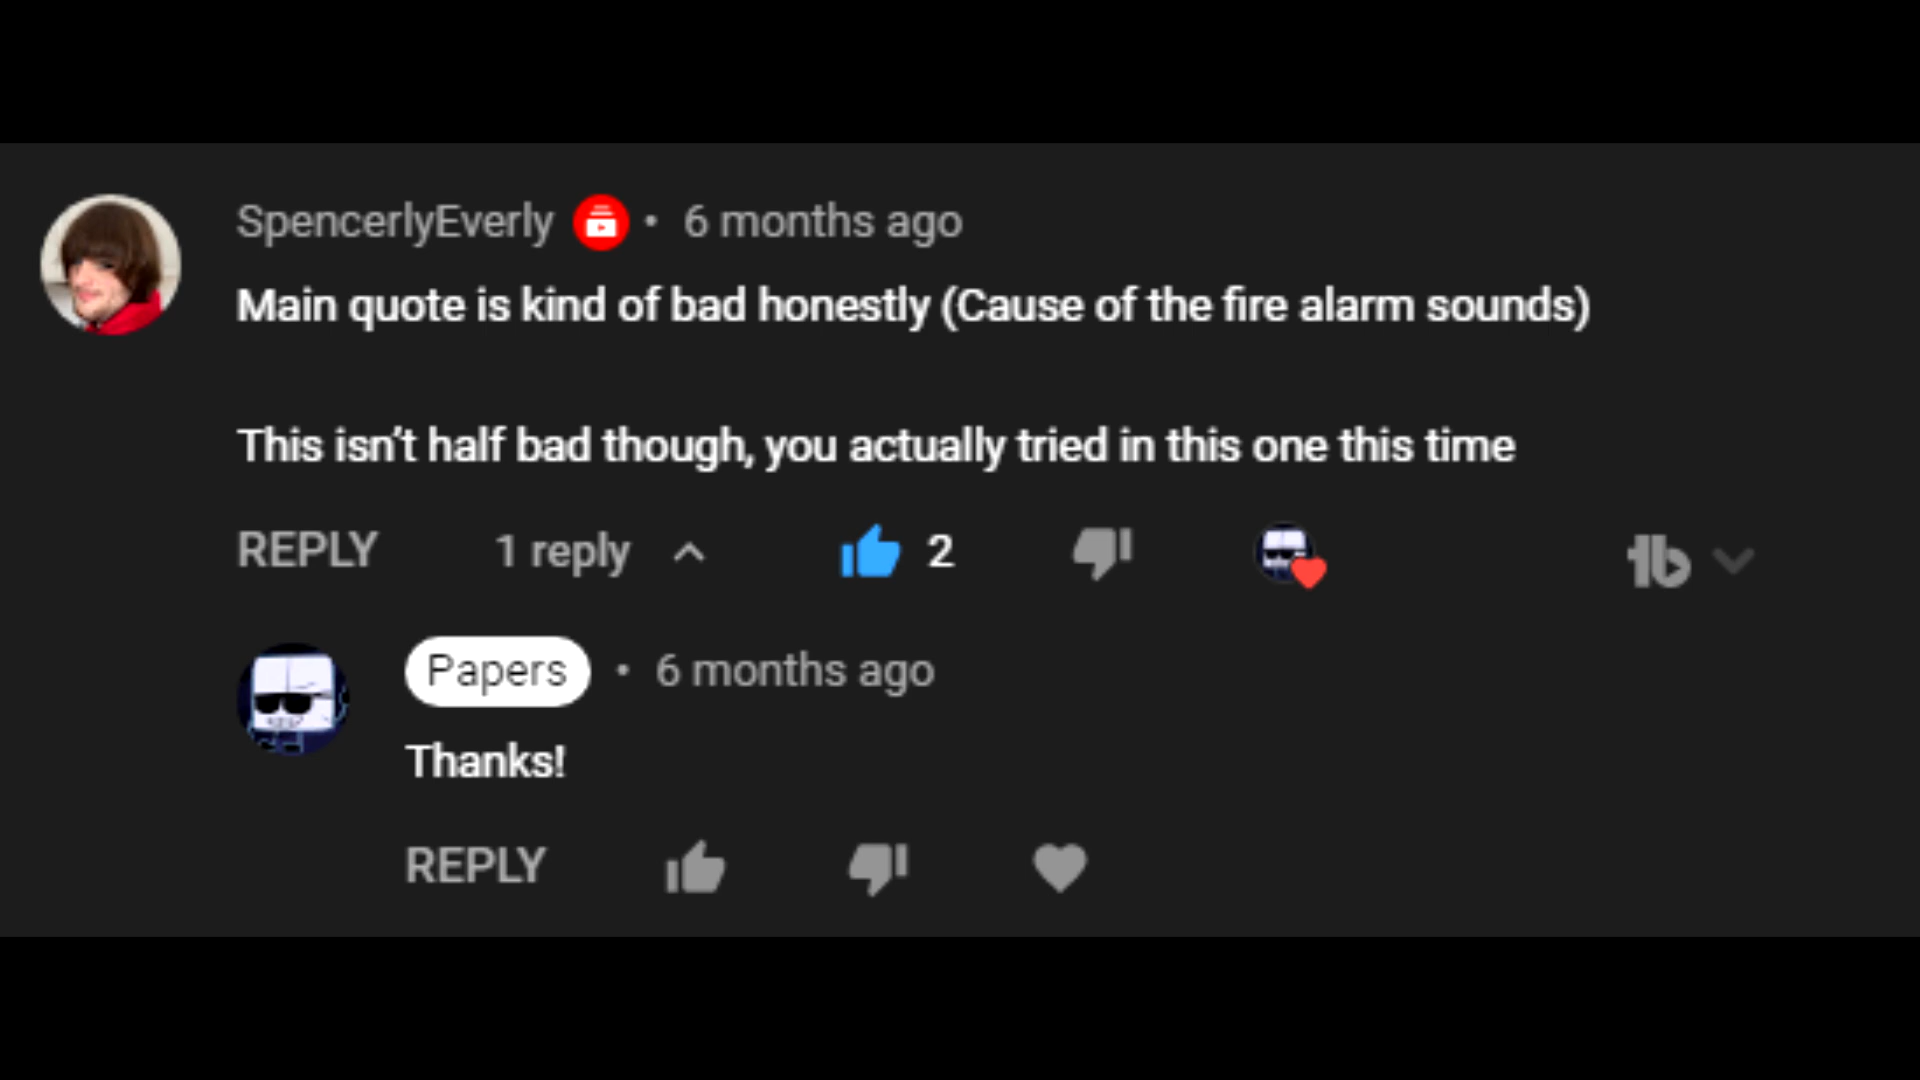 SpencerlyEverly • 6 months ago
Main quote is kind of bad honestly (Cause of the fire alarm sounds)
This isn’t half bad though, you actually tried in this one this time
REPLY 1 reply 2 tb
Papers • 6 months ago
Thanks!
REPLY